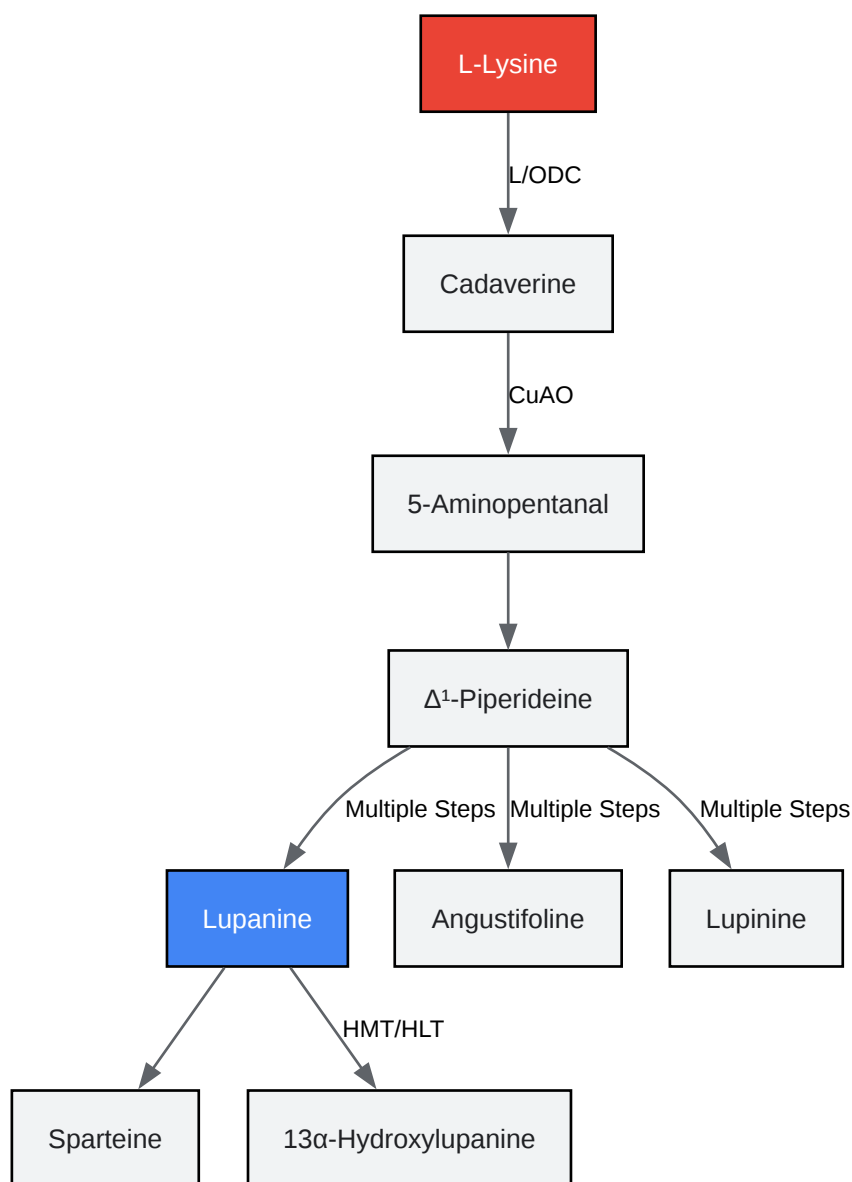 L-Lysine
L/ODC
Cadaverine
CuAO
5-Aminopentanal
Δ¹-Piperideine
Multiple Steps
Multiple Steps
Multiple Steps
Lupanine
Angustifoline
Lupinine
HMT/HLT
Sparteine
13α-Hydroxylupanine